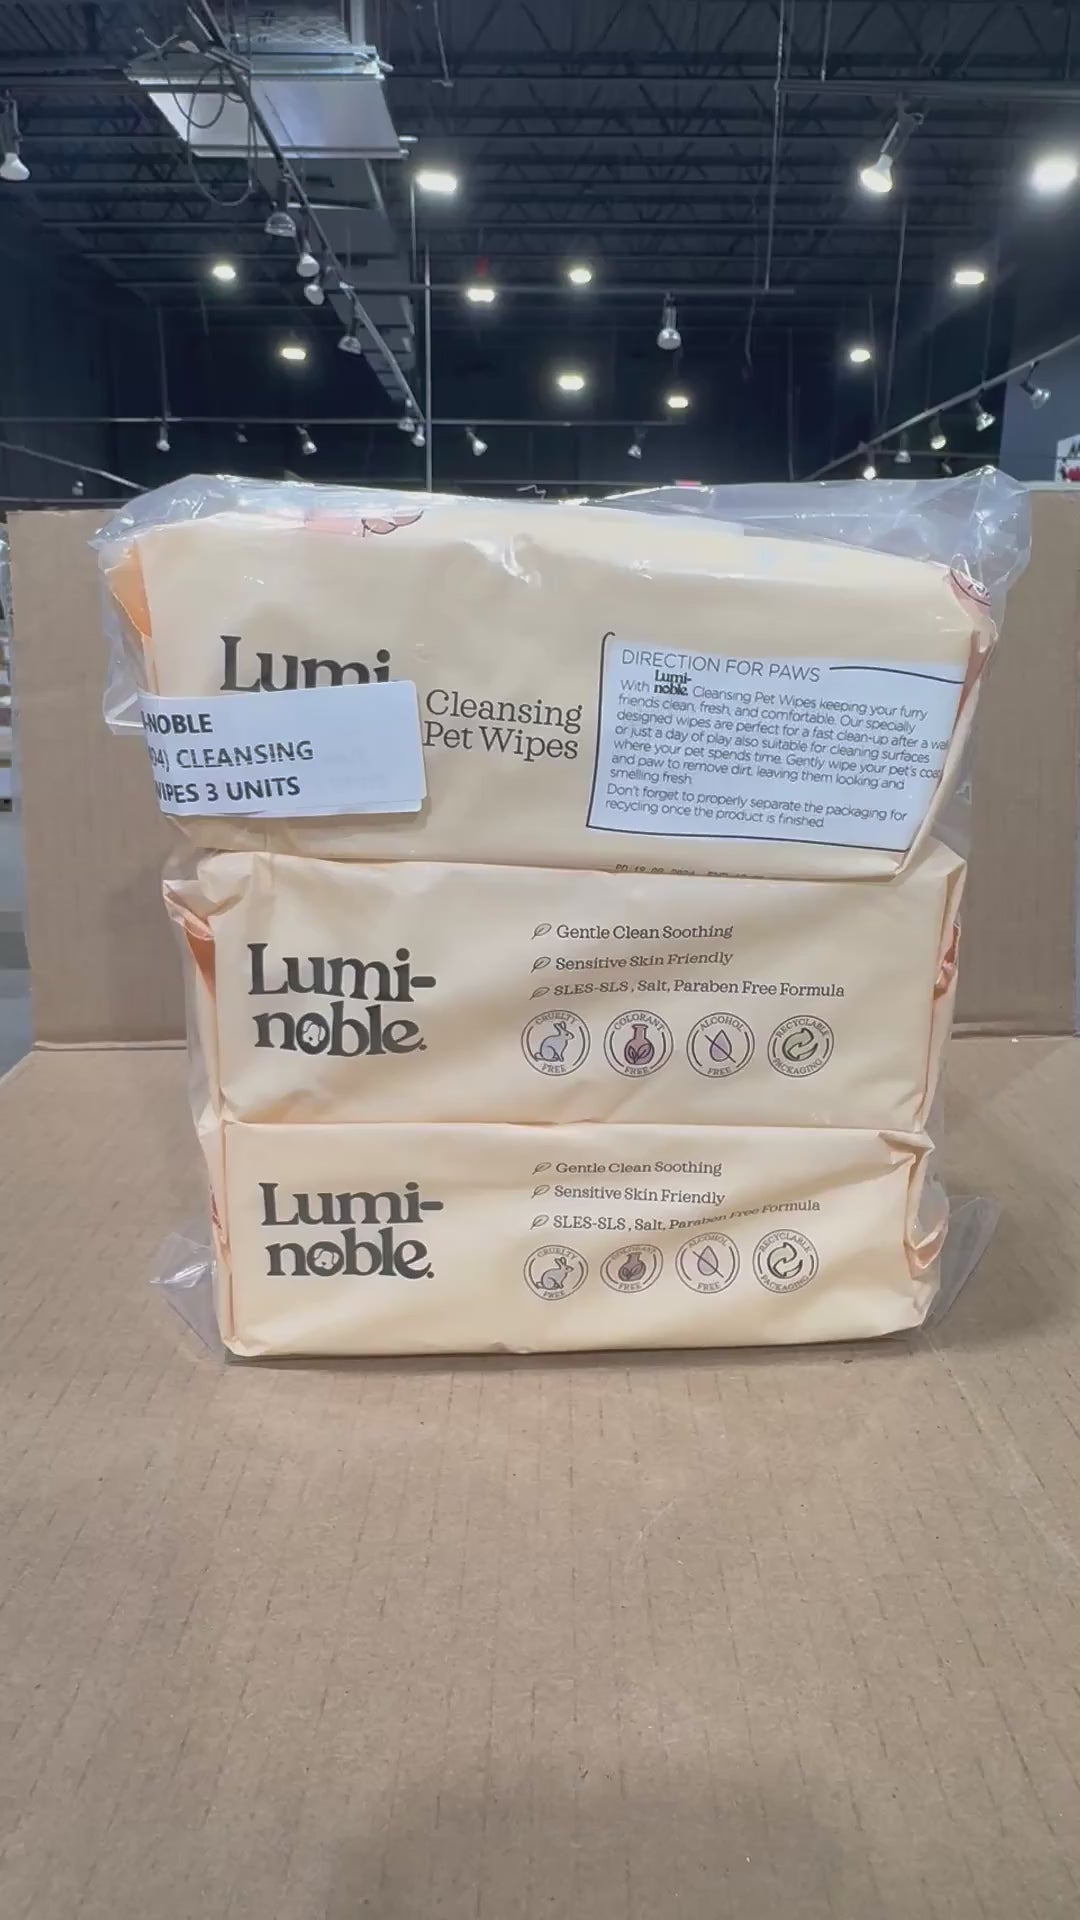 Lumi
Cleansing
Pet Wipes
-NOBLE
04) CLEANSING
WIPES 3 UNITS
DIRECTION FOR PAWS
With Lumi-noble. Cleansing Pet Wipes keeping your furry
friends clean, fresh, and comfortable. Our specially
designed wipes are perfect for a fast clean-up after a
or just a day of play also suitable for cleaning surfaces
where your pet spends time. Gently wipe your pet's coat
and paw to remove dirt, leaving them looking and
smelling fresh.
Don't forget to properly separate the packaging for
recycling once the product is finished
Lumi-
noble.
Gentle Clean Soothing
Sensitive Skin Friendly
SLES-SLS, Salt, Paraben Free Formula
CRUELTY FREE
COLORANT FREE
ALCOHOL FREE
RECYCLABLE PACKAGING
Lumi-
noble.
Gentle Clean Soothing
Sensitive Skin Friendly
SLES-SLS, Salt, Paraben Free Formula
CRUELTY FREE
COLORANT FREE
ALCOHOL FREE
RECYCLABLE PACKAGING